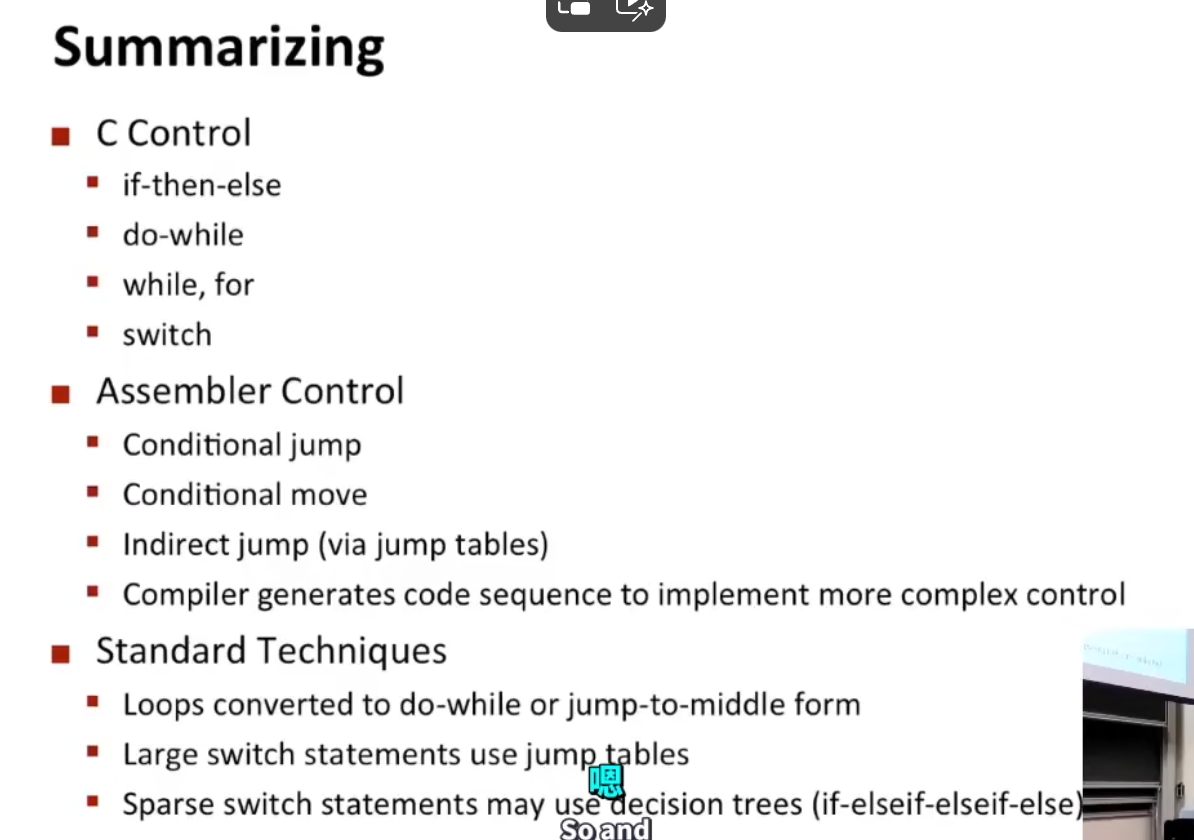 Summarizing
C Control
if-then-else
do-while
while, for
switch
Assembler Control
Conditional jump
Conditional move
Indirect jump (via jump tables)
Compiler generates code sequence to implement more complex control
Standard Techniques
Loops converted to do-while or jump-to-middle form
Large switch statements use jump tables
嗯
Sparse switch statements may use decision trees (if-elseif-elseif-else)
So and